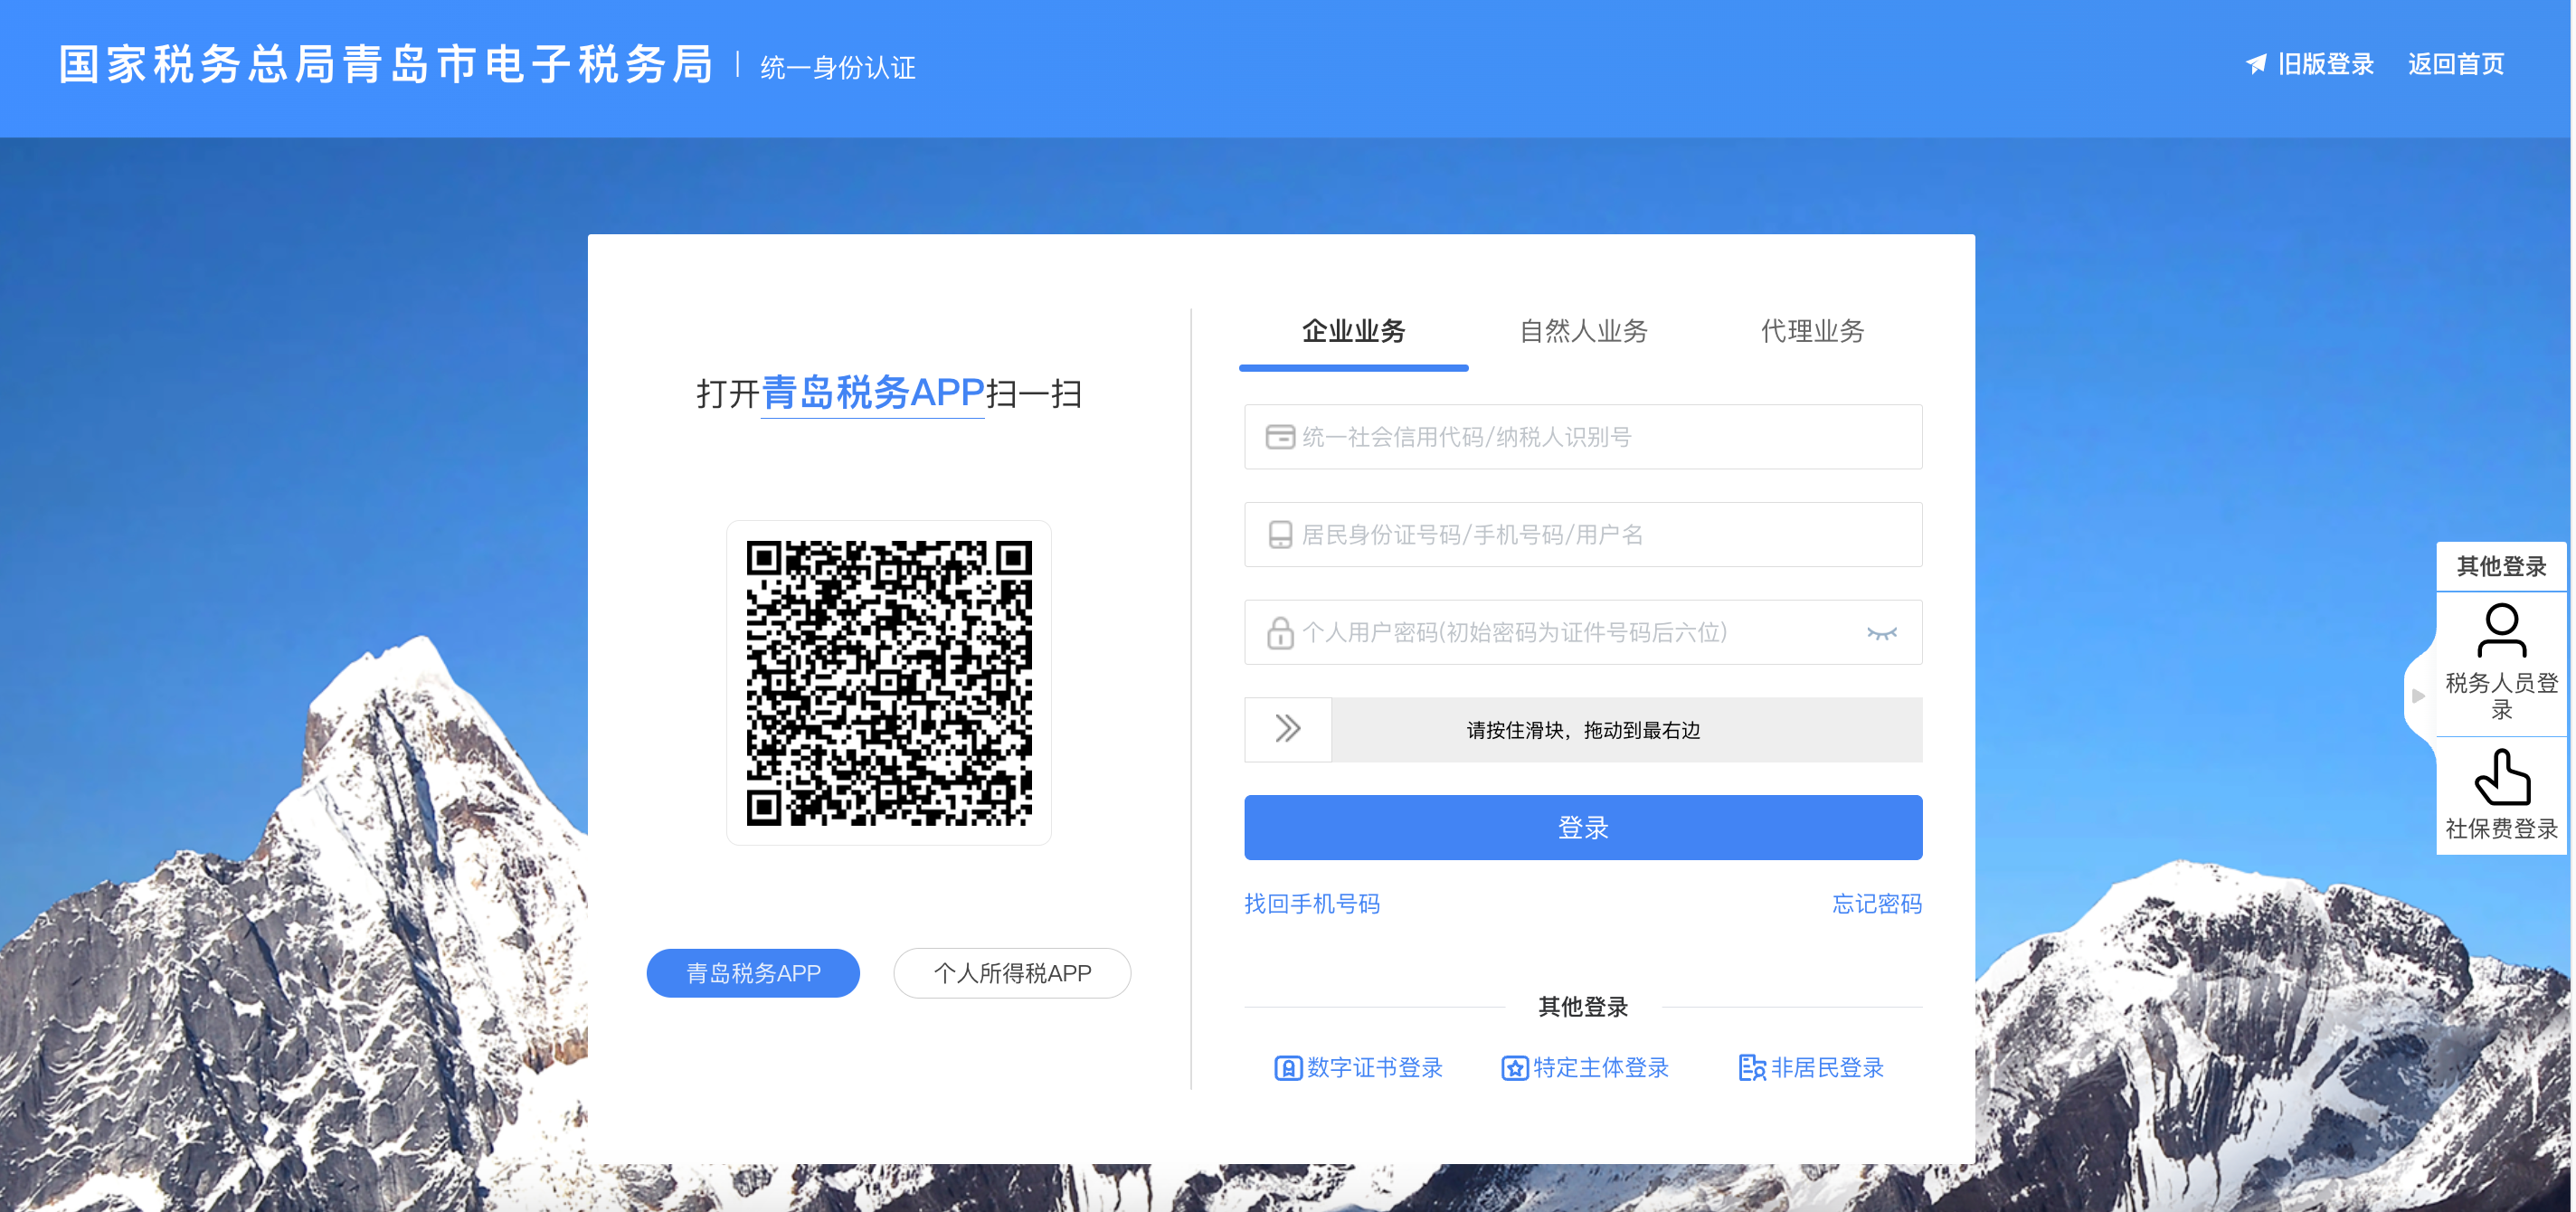 国家税务总局青岛市电子税务局
统一身份认证
旧版登录
返回首页
打开青岛税务APP扫一扫
青岛税务APP
个人所得税APP
企业业务
自然人业务
代理业务
统一社会信用代码/纳税人识别号
居民身份证号码/手机号码/用户名
个人用户密码(初始密码为证件号码后六位)
请按住滑块，拖动到最右边
登录
找回手机号码
忘记密码
其他登录
数字证书登录
特定主体登录
非居民登录
其他登录
税务人员登
录
社保费登录